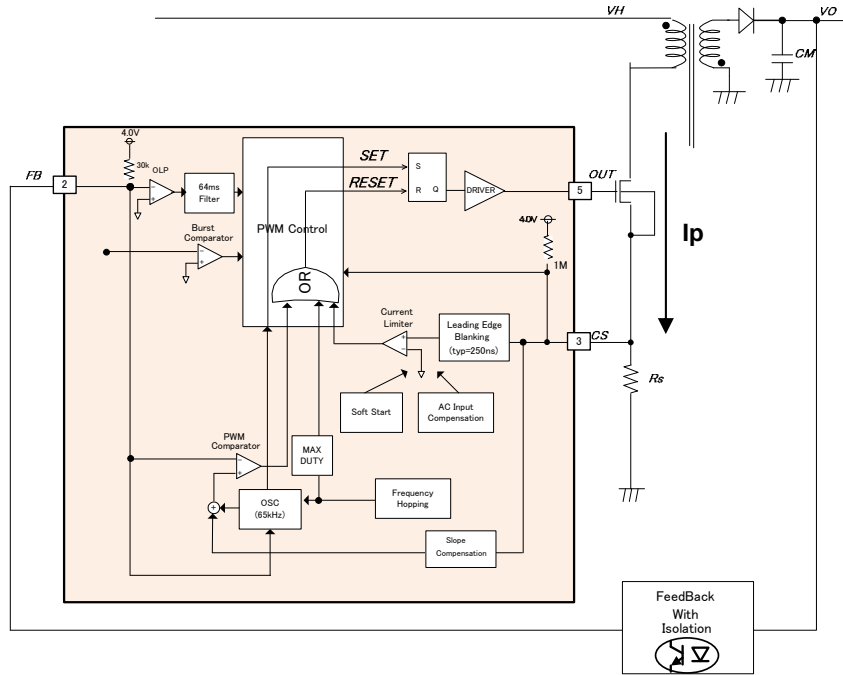 VH
VO
CM
4.0V
30k
OLP
FB
2
64ms
Filter
PWM Control
SET
RESET
S
R
Q
DRIVER
5
OUT
4.0V
1M
Ip
Burst
Comparator
-
+
-
+
OR
Current
Limiter
+
-
Leading Edge
Blanking
(typ=250ns)
3
CS
Rs
Soft Start
AC Input
Compensation
PWM
Comparator
-
+
MAX
DUTY
+
OSC
(65kHz)
Frequency
Hopping
Slope
Compensation
FeedBack
With
Isolation